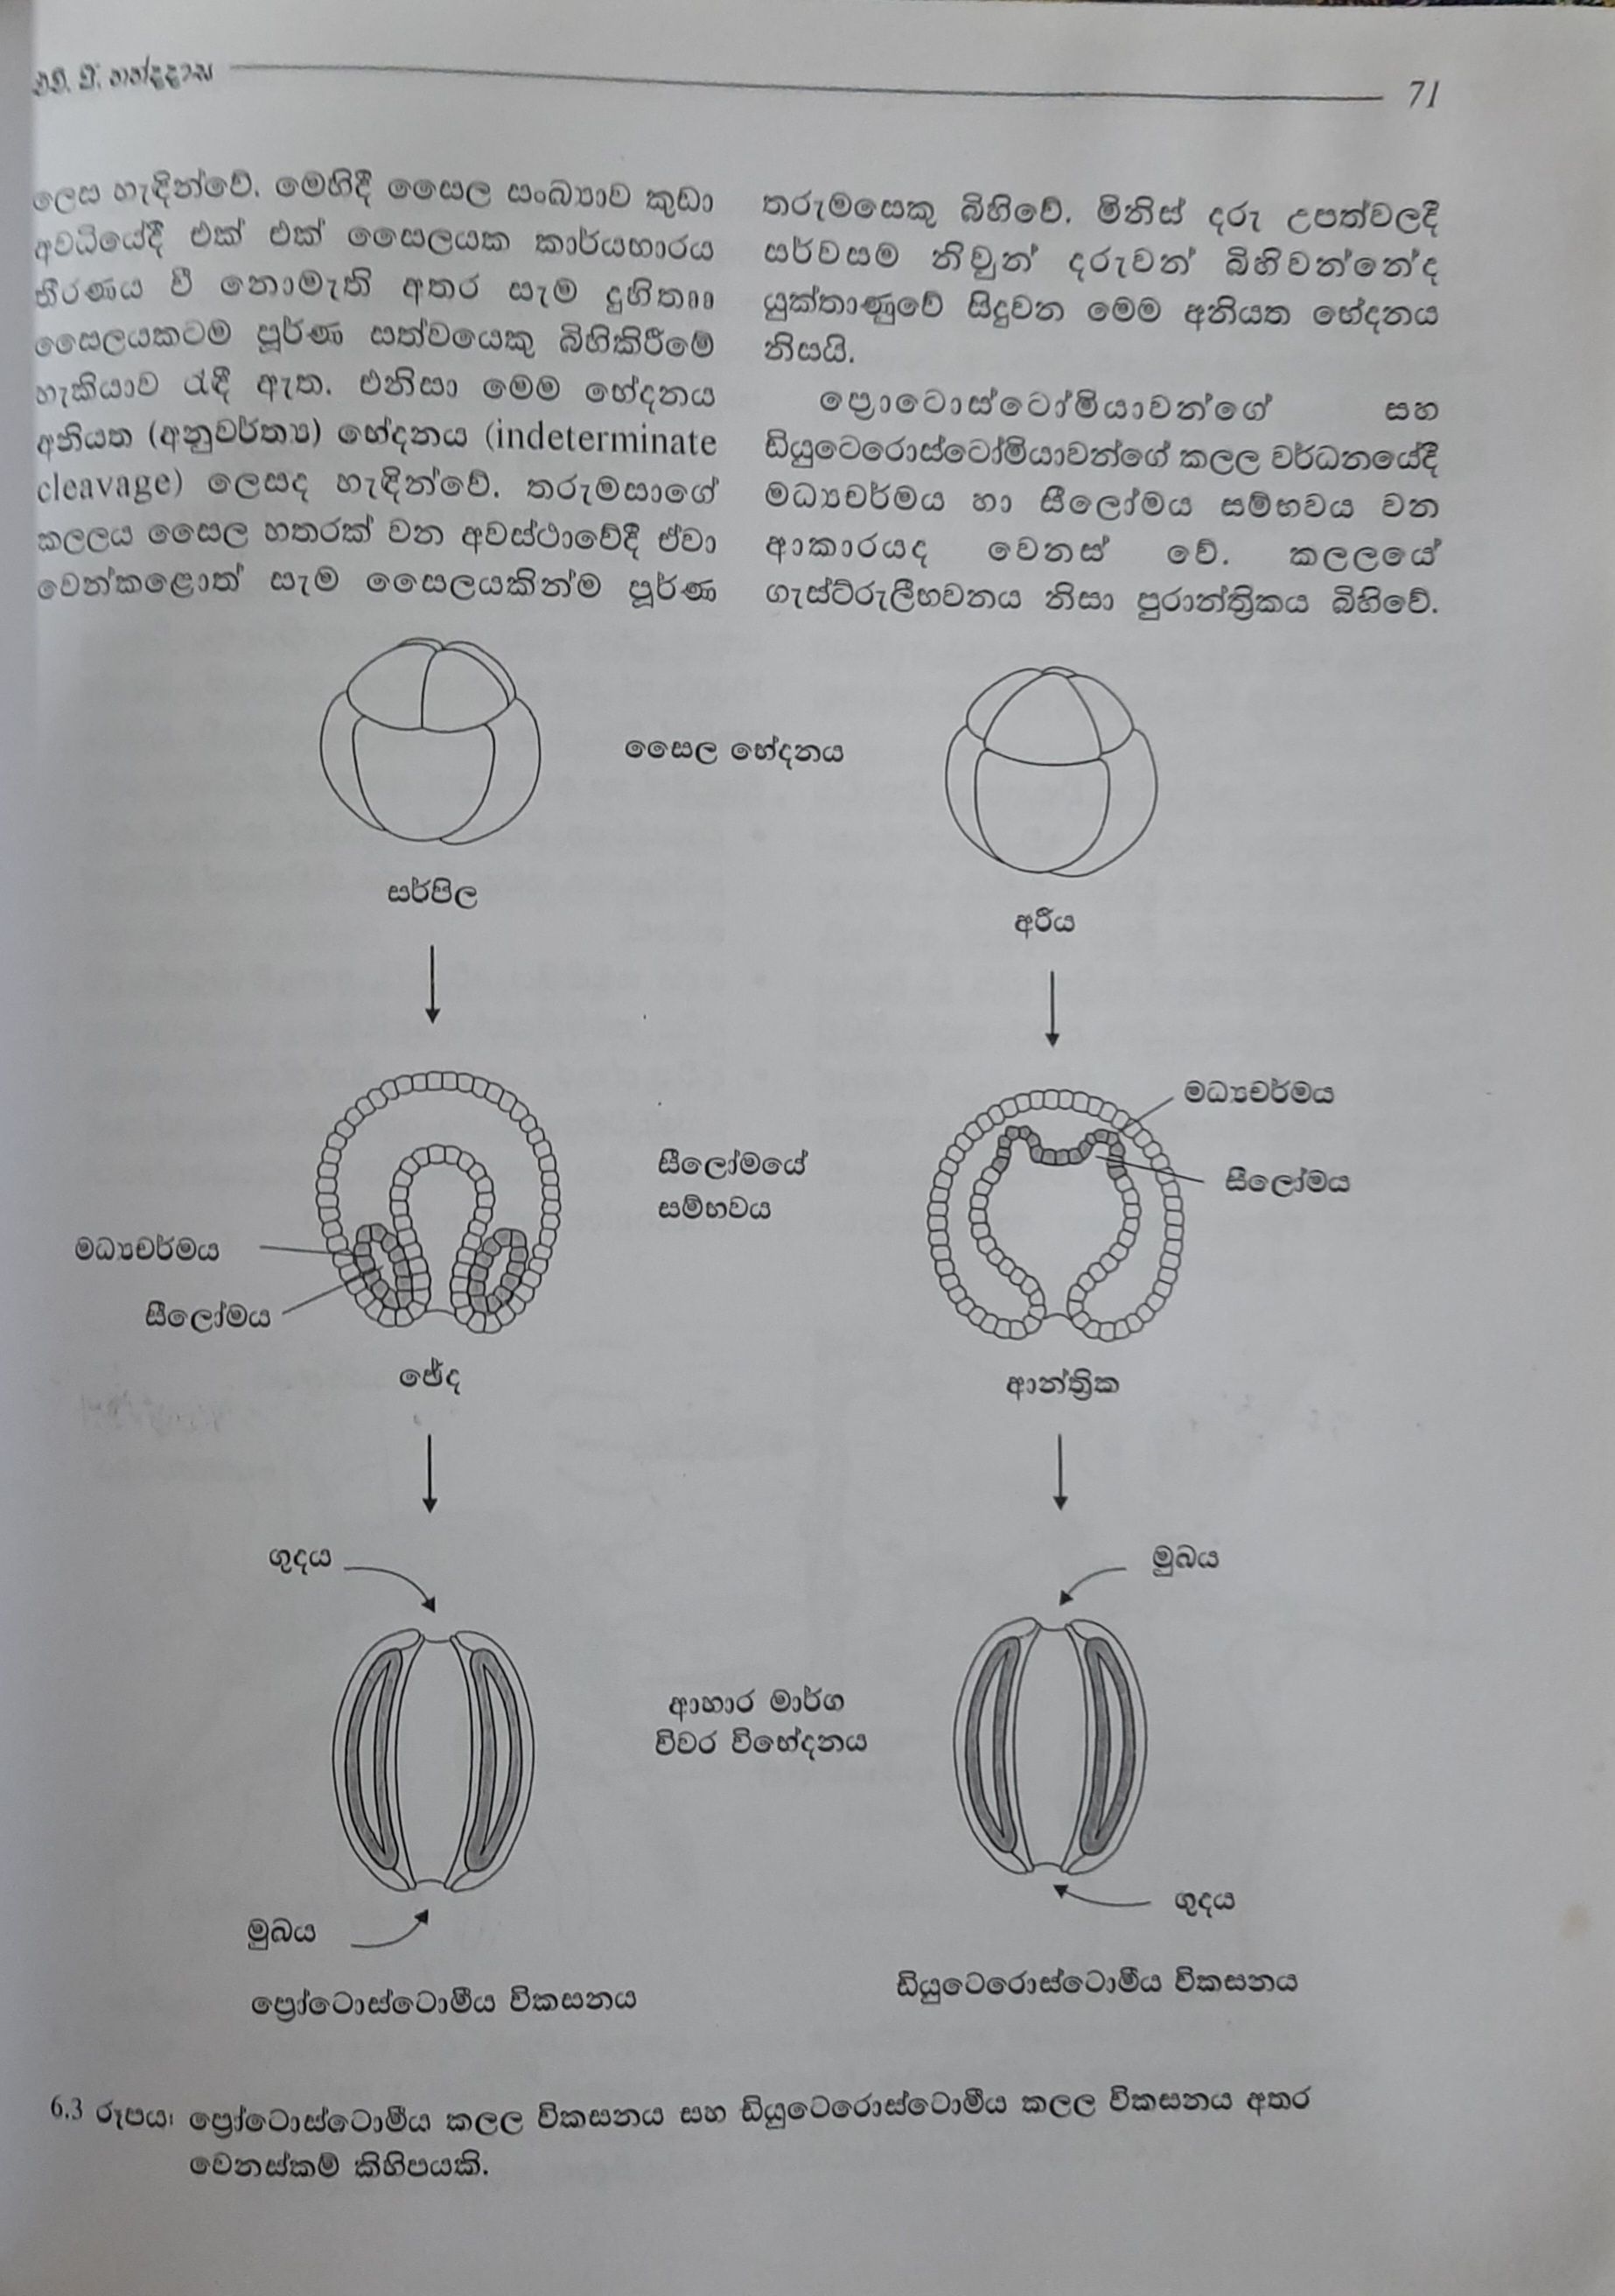 එච්. වී. නන්දදාස
71
ලෙස හැඳින්වේ. මෙහිදී සෛල සංඛ්‍යාව කුඩා
අවධියේදී එක් එක් සෛලයක කාර්යභාරය
තීරණය වී නොමැති අතර සැම දුහිතෘ
සෛලයකටම පූර්ණ සත්වයෙකු බිහිකිරීමේ
හැකියාව රැඳී ඇත. එනිසා මෙම භේදනය
අනියත (අනුවර්ත්‍ය) භේදනය (indeterminate
cleavage) ලෙසද හැඳින්වේ. තරුමසාගේ
කලලය සෛල හතරක් වන අවස්ථාවේදී ඒවා
වෙන්කළොත් සැම සෛලයකින්ම පූර්ණ
තරුමසෙකු බිහිවේ. මිනිස් දරු උපත්වලදී
සර්වසම නිවුන් දරුවන් බිහිවන්නේද
යුක්තාණුවේ සිදුවන මෙම අනියත භේදනය
නිසයි.
ප්‍රොටොස්ටෝමියාවන්ගේ සහ
ඩියුටෙරොස්ටෝමියාවන්ගේ කලල වර්ධනයේදී
මධ්‍යචර්මය හා සීලෝමය සම්භවය වන
ආකාරයද වෙනස් වේ. කලලයේ
ගැස්ට්රුලීභවනය නිසා පුරාන්ත්‍රිකය බිහිවේ.
සෛල භේදනය
සර්පිල
අරීය
මධ්‍යචර්මය
සීලෝමය
සීලෝමයේ
සම්භවය
මධ්‍යචර්මය
සීලෝමය
ඡේද
ආන්ත්‍රික
ගුදය
මුඛය
ආහාර මාර්ග
විවර විභේදනය
මුඛය
ගුදය
ප්‍රෝටොස්ටොමීය විකසනය
ඩියුටෙරොස්ටොමීය විකසනය
6.3 රූපය: ප්‍රෝටොස්ටොමීය කලල විකසනය සහ ඩියුටෙරොස්ටොමීය කලල විකසනය අතර
වෙනස්කම් කිහිපයකි.